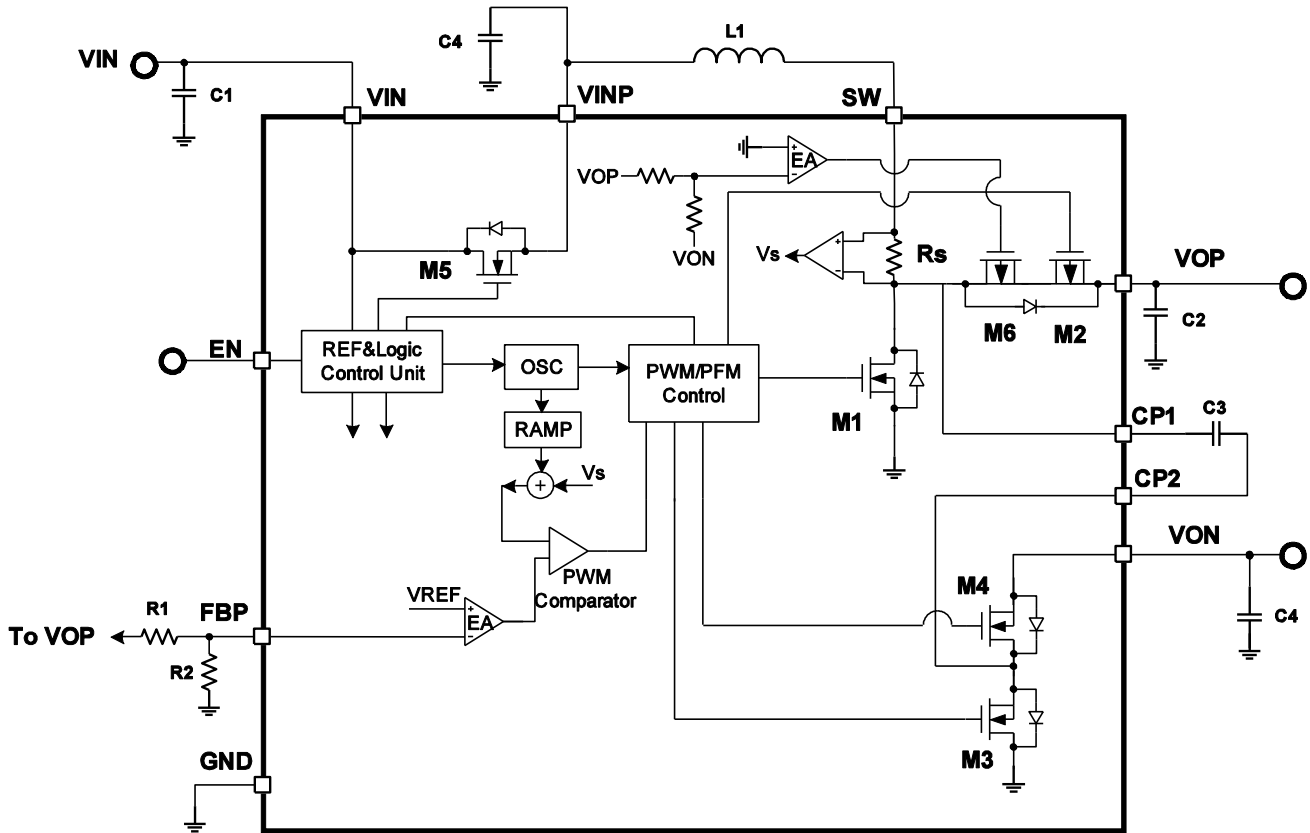 L1
C4
VIN
C1
VIN
VINP
SW
VOP
EA
+
-
VON
Vs
+
-
Rs
M5
M6
M2
VOP
C2
EN
REF&Logic
Control Unit
OSC
PWM/PFM
Control
M1
RAMP
CP1
C3
+
Vs
CP2
VON
PWM
Comparator
M4
VREF
EA
+
-
C4
R1
FBP
To VOP
R2
M3
GND